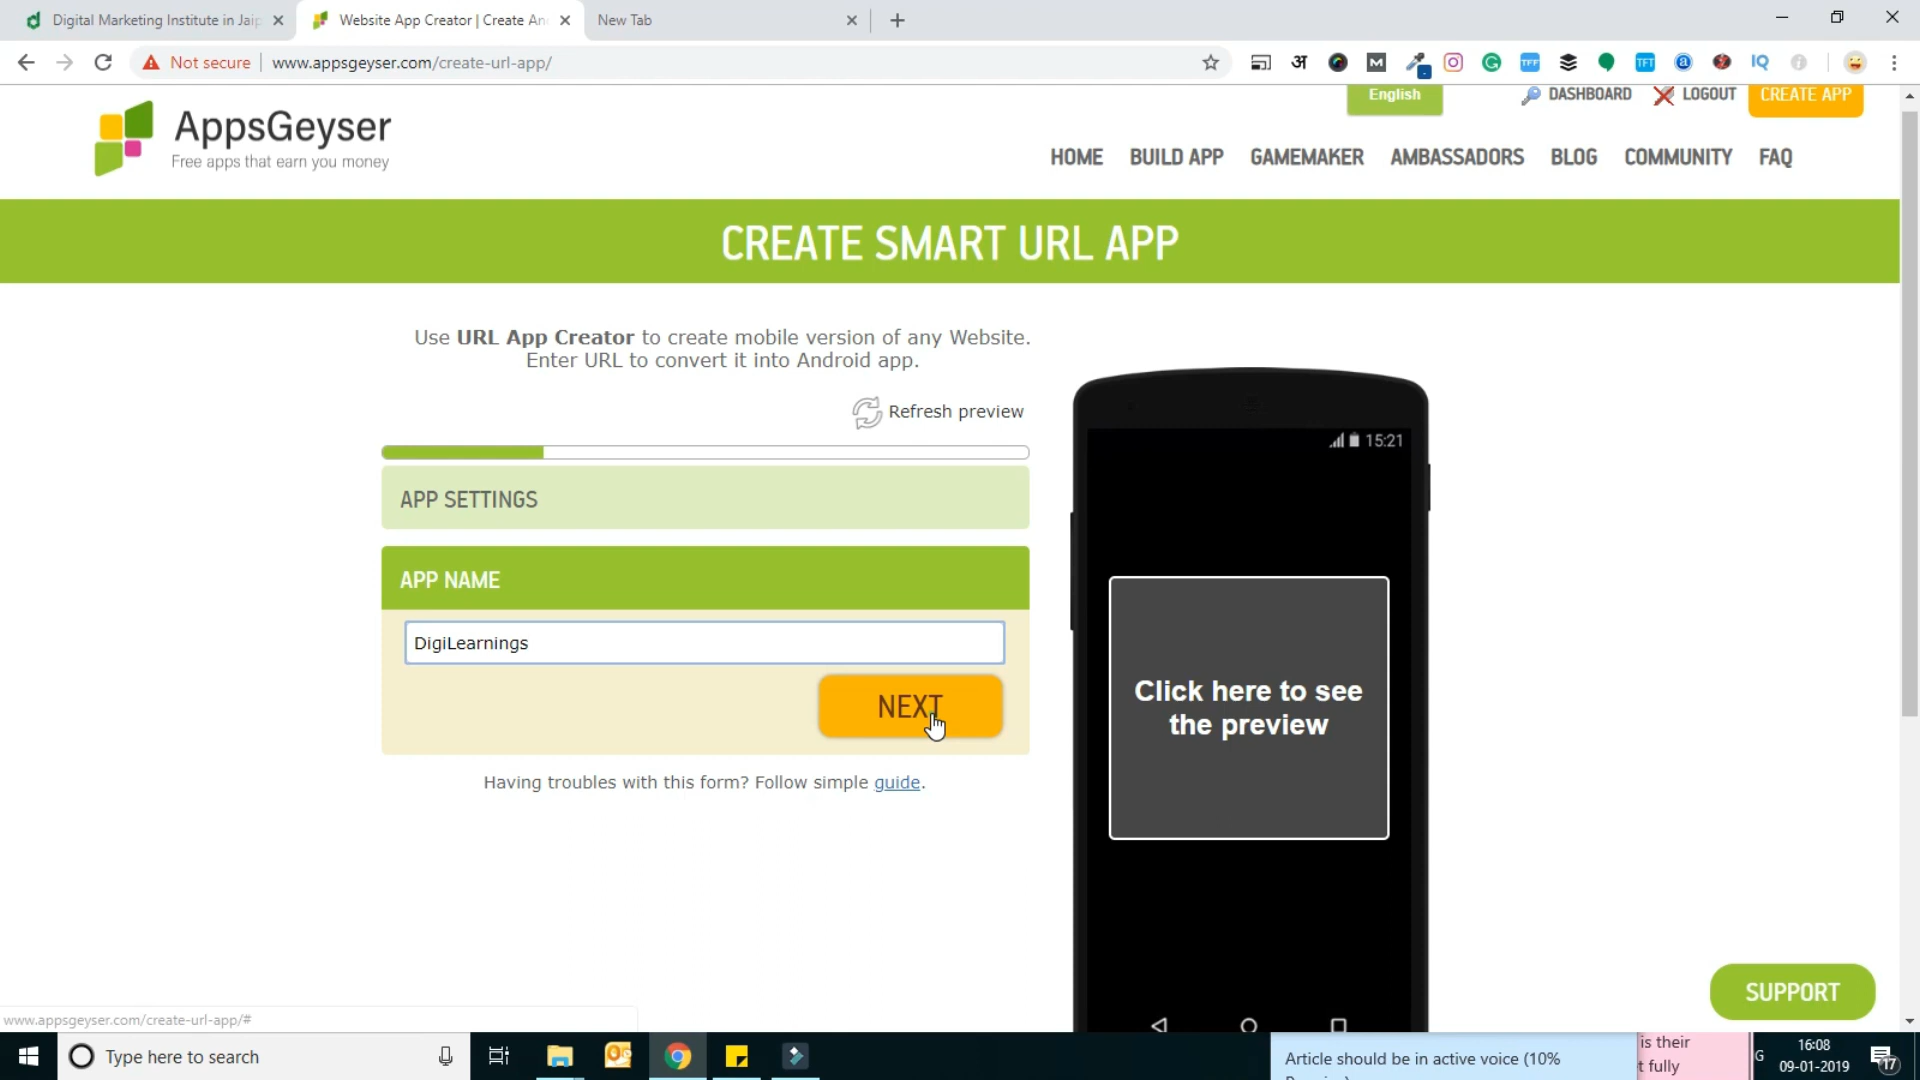 Digital Marketing Institute in Jaip
Website App Creator | Create An
New Tab
Not secure
www.appsgeyser.com/create-url-app/
अ
M
TFF
TFT
a
IQ
AppsGeyser
Free apps that earn you money
English
DASHBOARD
LOGOUT
CREATE APP
HOME
BUILD APP
GAMEMAKER
AMBASSADORS
BLOG
COMMUNITY
FAQ
CREATE SMART URL APP
Use URL App Creator to create mobile version of any Website.
Enter URL to convert it into Android app.
Refresh preview
APP SETTINGS
APP NAME
DigiLearnings
NEXT
Having troubles with this form? Follow simple guide.
15:21
Click here to see
the preview
SUPPORT
www.appsgeyser.com/create-url-app/#
Type here to search
Article should be in active voice (10%
is their
t fully
G
16:08
09-01-2019
17